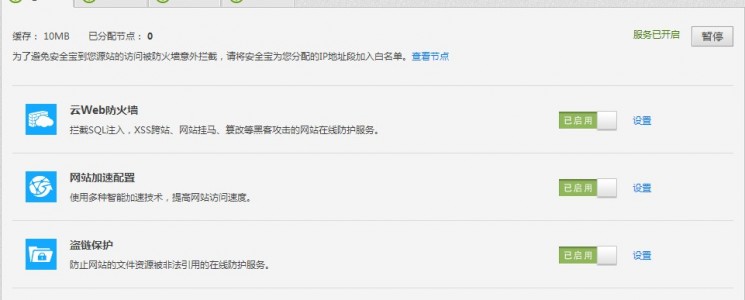 缓存： 10MB 已分配节点： 0
服务已开启 暂停
为了避免安全宝到您源站的访问被防火墙意外拦截，请将安全宝为您分配的IP地址段加入白名单。查看节点
云Web防火墙
拦截SQL注入，XSS跨站、网站挂马、篡改等黑客攻击的网站在线防护服务。
已启用 设置
网站加速配置
使用多种智能加速技术，提高网站访问速度。
已启用 设置
盗链保护
防止网站的文件资源被非法引用的在线防护服务。
已启用 设置